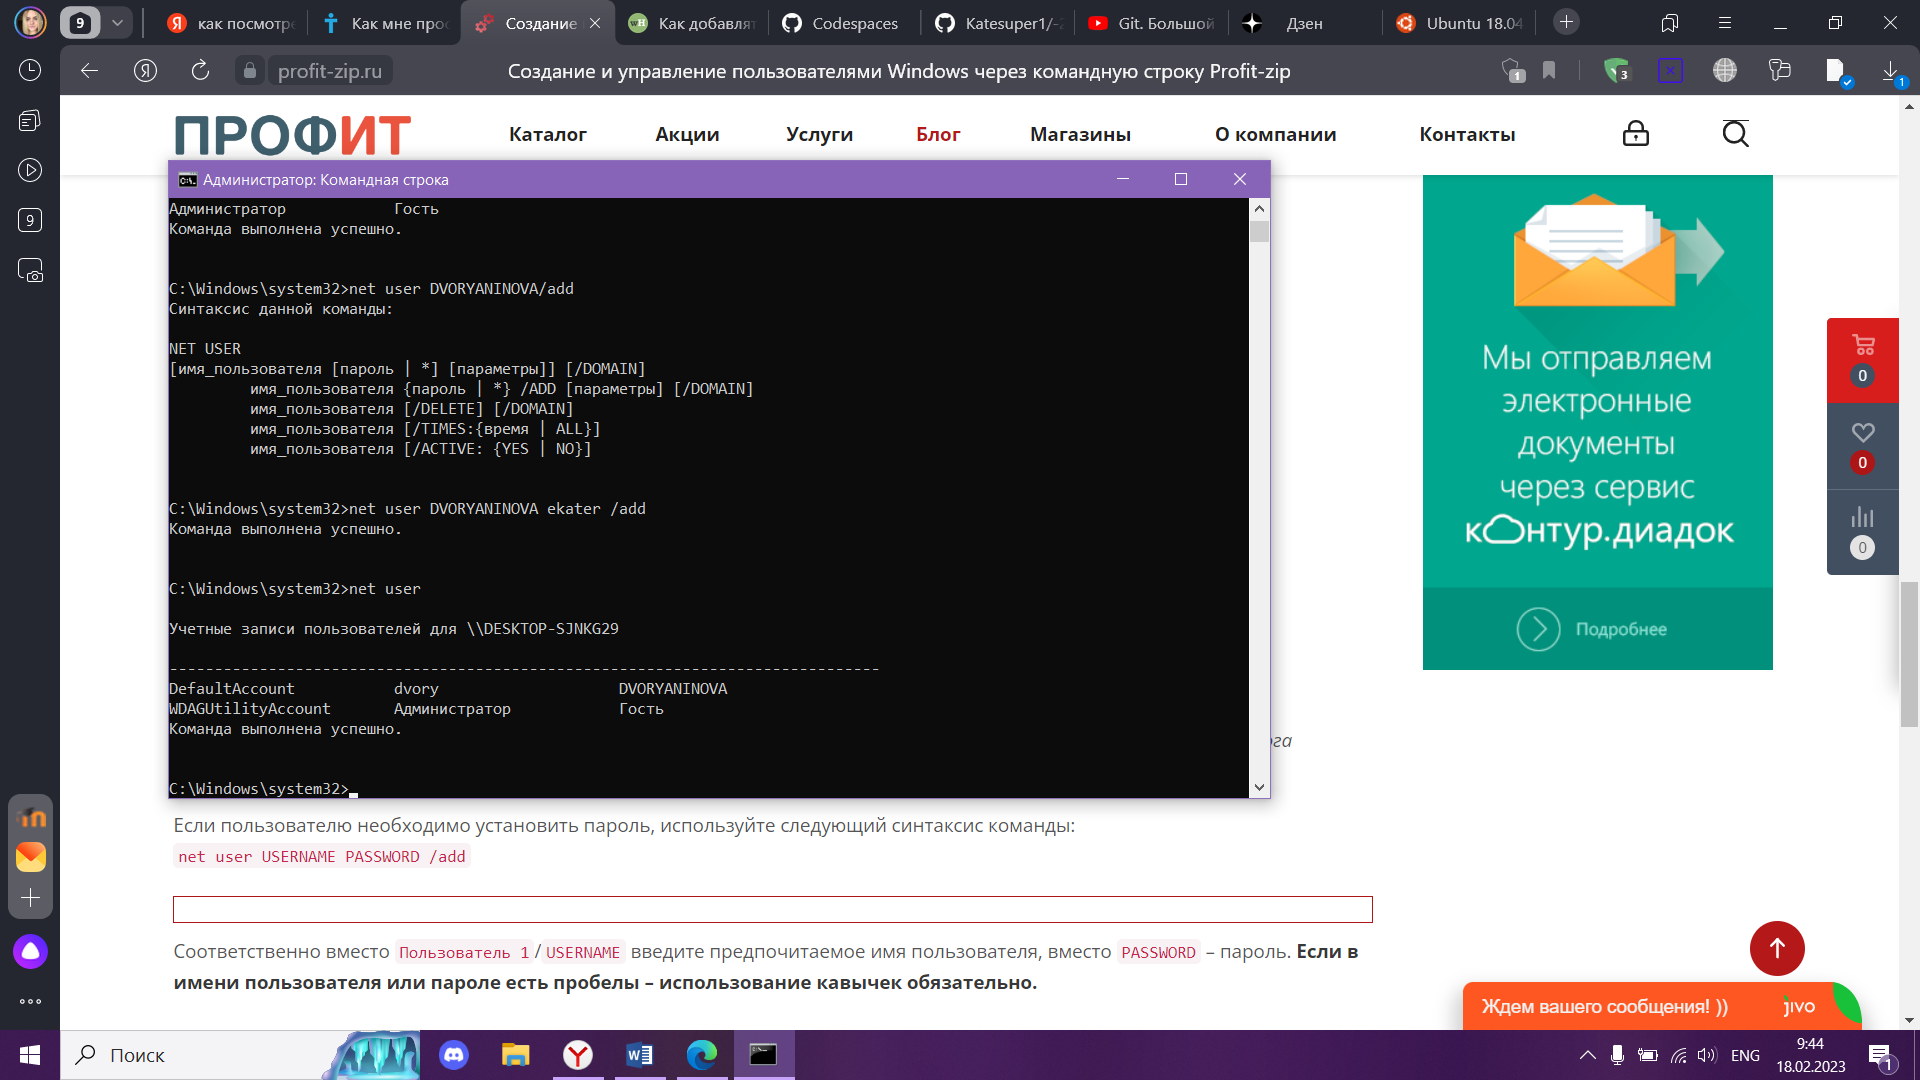 9
как посмотре
Как мне прос
Создание
Как добавлят
Codespaces
Katesuper1/-2
Git. Большой
Дзен
Ubuntu 18.04
profit-zip.ru
Создание и управление пользователями Windows через командную строку Profit-zip
1
3
1
9
ПРОФИТ
Каталог
Акции
Услуги
Блог
Магазины
О компании
Контакты
Администратор: Командная строка
Администратор Гость
Команда выполнена успешно.
C:\Windows\system32>net user DVORYANINOVA/add
Синтаксис данной команды:
NET USER
[имя_пользователя [пароль | *] [параметры]] [/DOMAIN]
имя_пользователя {пароль | *} /ADD [параметры] [/DOMAIN]
имя_пользователя [/DELETE] [/DOMAIN]
имя_пользователя [/TIMES:{время | ALL}]
имя_пользователя [/ACTIVE: {YES | NO}]
C:\Windows\system32>net user DVORYANINOVA ekater /add
Команда выполнена успешно.
C:\Windows\system32>net user
Учетные записи пользователей для \\DESKTOP-SJNKG29
-------------------------------------------------------------------------------
DefaultAccount dvory DVORYANINOVA
WDAGUtilityAccount Администратор Гость
Команда выполнена успешно.
C:\Windows\system32>
Мы отправляем
электронные
документы
через сервис
контур.диадок
Подробнее
0
0
0
Если пользователю необходимо установить пароль, используйте следующий синтаксис команды:
net user USERNAME PASSWORD /add
Соответственно вместо Пользователь 1 / USERNAME введите предпочитаемое имя пользователя, вместо PASSWORD – пароль. Если в
имени пользователя или пароле есть пробелы – использование кавычек обязательно.
Ждем вашего сообщения! ))
jivo
Поиск
ENG
9:44
18.02.2023
1